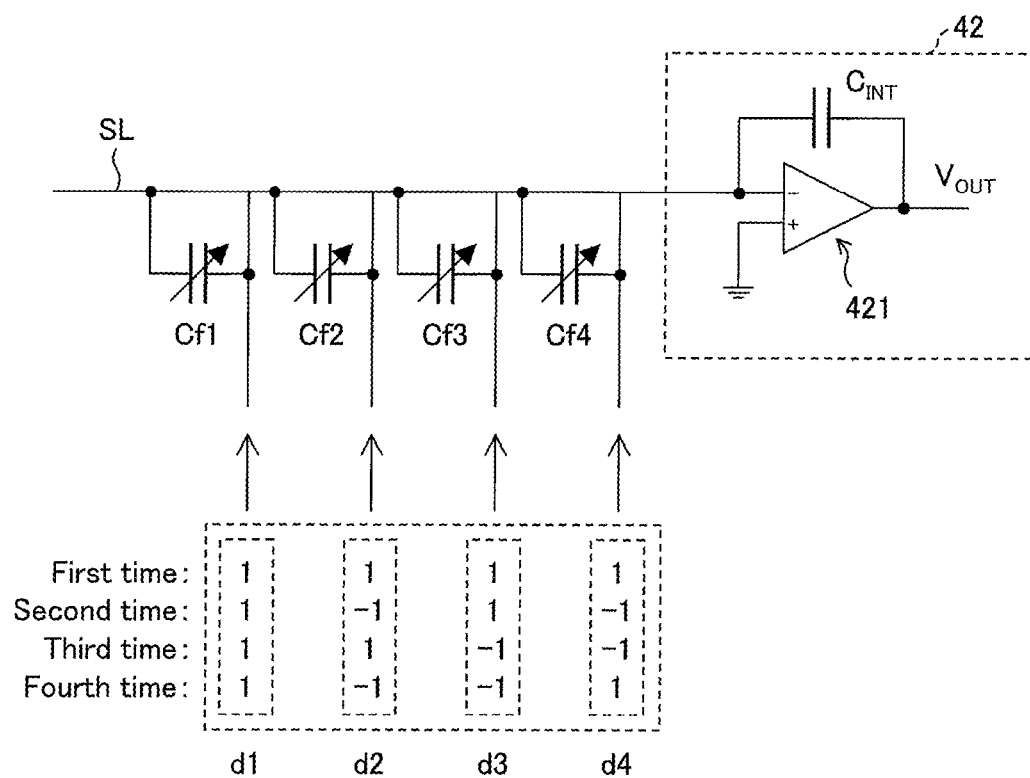 42
C_INT
SL
V_OUT
− 
+
421
Cf1 Cf2 Cf3 Cf4
First time: 1 1 1 1
Second time: 1 -1 1 -1
Third time: 1 1 -1 -1
Fourth time: 1 -1 -1 1
d1 d2 d3 d4